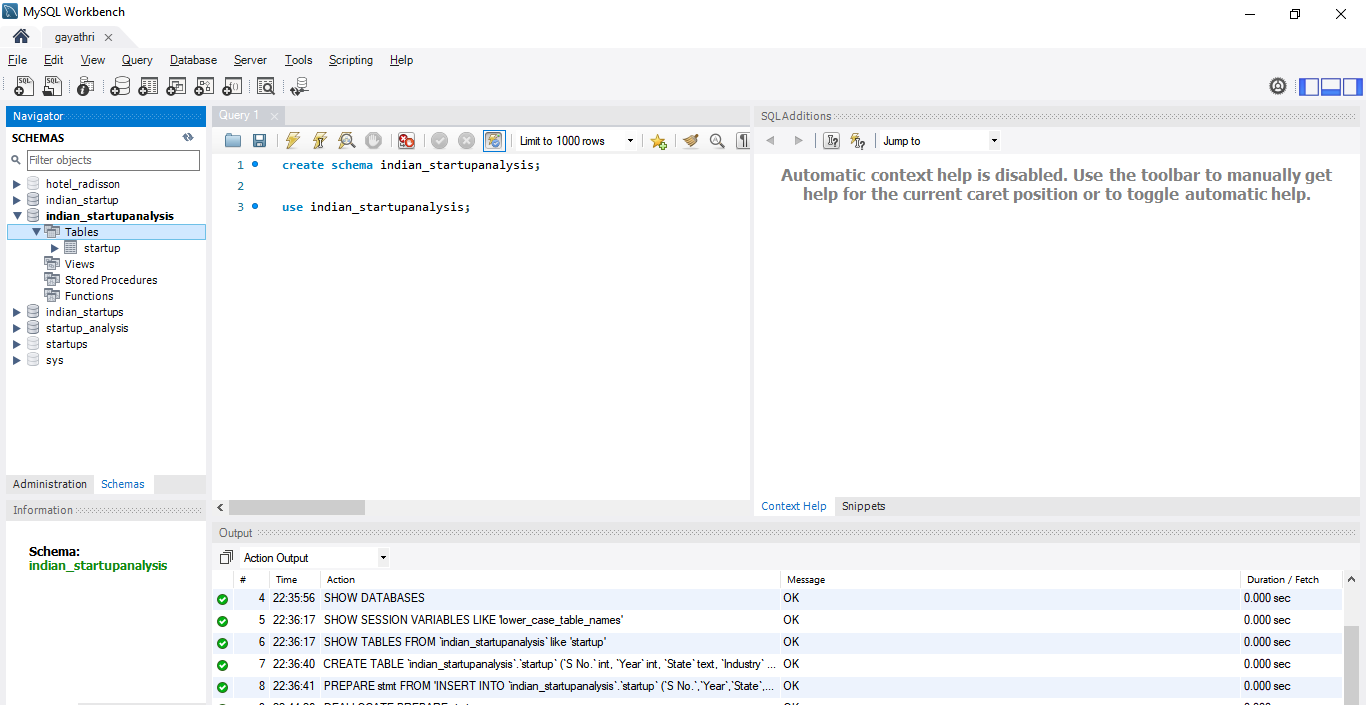 MySQL Workbench
gayathri
File Edit View Query Database Server Tools Scripting Help
Navigator
SCHEMAS
Filter objects
hotel_radisson
indian_startup
indian_startupanalysis
Tables
startup
Views
Stored Procedures
Functions
indian_startups
startup_analysis
startups
sys
Administration Schemas
Information
Schema:
indian_startupanalysis
Query 1
Limit to 1000 rows
1 create schema indian_startupanalysis;
2
3 use indian_startupanalysis;
SQLAdditions
Jump to
Automatic context help is disabled. Use the toolbar to manually get
help for the current caret position or to toggle automatic help.
Context Help Snippets
Output
Action Output
# Time Action Message Duration / Fetch
4 22:35:56 SHOW DATABASES OK 0.000 sec
5 22:36:17 SHOW SESSION VARIABLES LIKE 'lower_case_table_names' OK 0.000 sec
6 22:36:17 SHOW TABLES FROM `indian_startupanalysis` like 'startup' OK 0.000 sec
7 22:36:40 CREATE TABLE `indian_startupanalysis`.`startup` (`S No.` int, `Year` int, `State` text, `Industry` ... OK 0.000 sec
8 22:36:41 PREPARE stmt FROM 'INSERT INTO `indian_startupanalysis`.`startup` (`S No.`,`Year`,`State`,... OK 0.000 sec